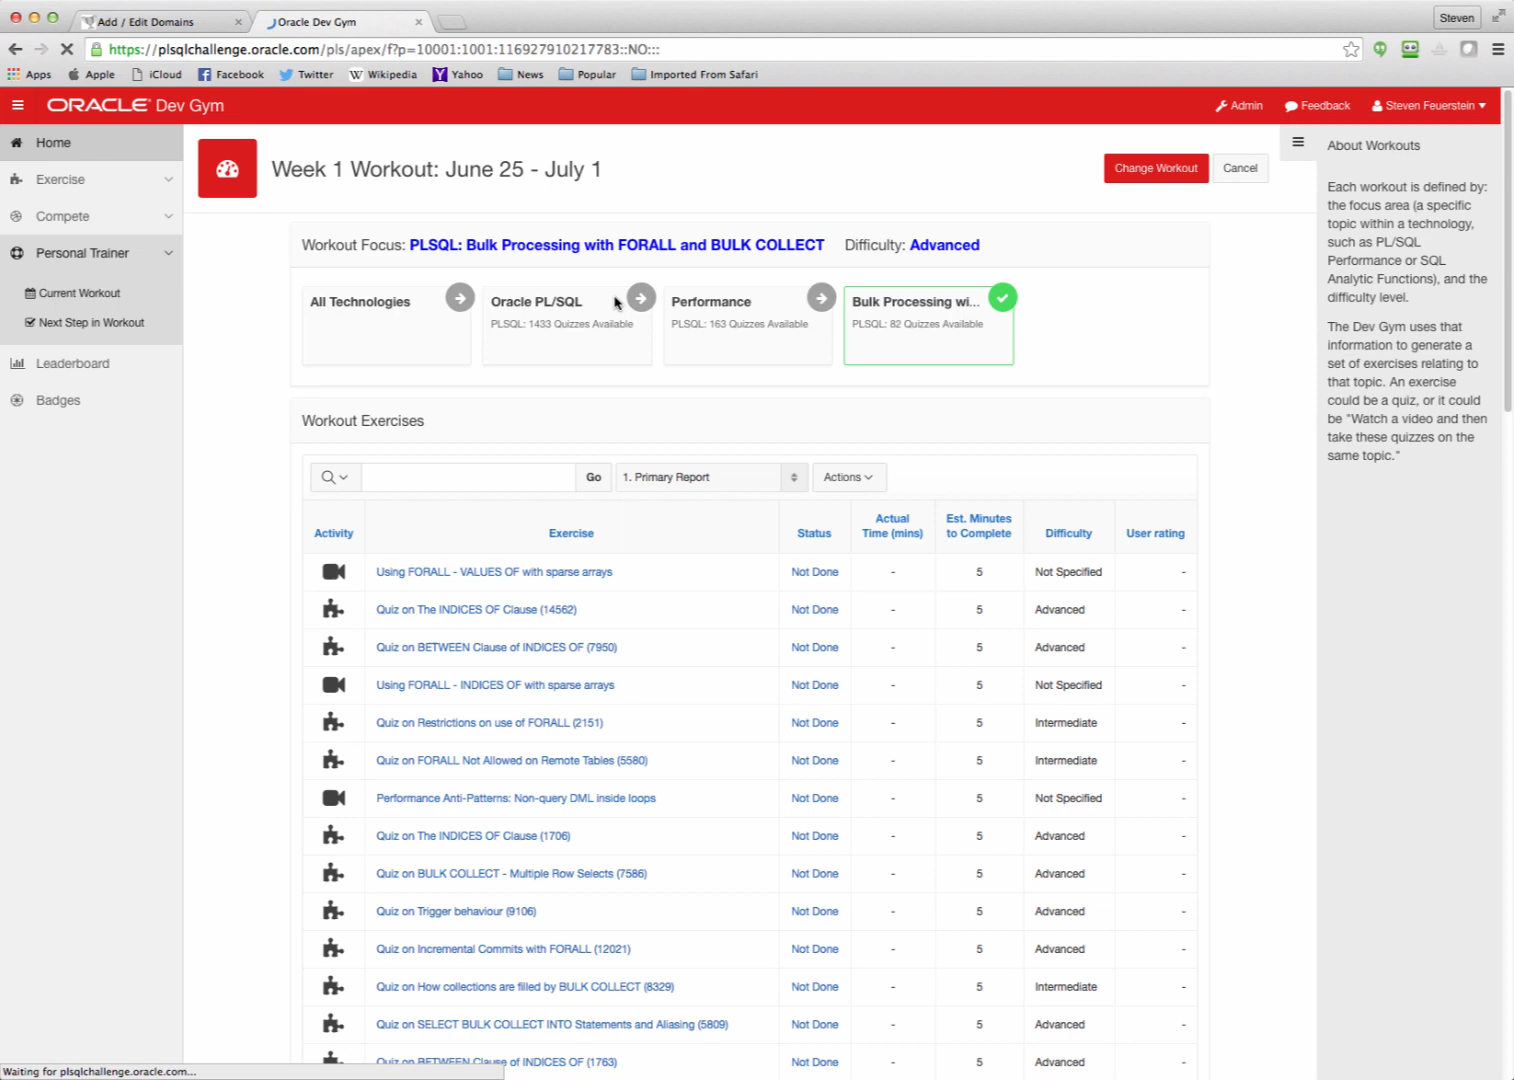 Add / Edit Domains
Oracle Dev Gym
Steven
https://plsqlchallenge.oracle.com/pls/apex/f?p=10001:1001:116927910217783::NO:::
Apps Apple iCloud Facebook Twitter Wikipedia Yahoo News Popular Imported From Safari
ORACLE Dev Gym
Admin Feedback Steven Feuerstein
Home
Exercise
Compete
Personal Trainer
Current Workout
Next Step in Workout
Leaderboard
Badges
Week 1 Workout: June 25 - July 1
Change Workout Cancel
Workout Focus: PLSQL: Bulk Processing with FORALL and BULK COLLECT Difficulty: Advanced
All Technologies
Oracle PL/SQL
PLSQL: 1433 Quizzes Available
Performance
PLSQL: 163 Quizzes Available
Bulk Processing wi...
PLSQL: 82 Quizzes Available
Workout Exercises
Go 1. Primary Report Actions
Activity Exercise Status Actual Time (mins) Est. Minutes to Complete Difficulty User rating
Using FORALL - VALUES OF with sparse arrays Not Done - 5 Not Specified -
Quiz on The INDICES OF Clause (14562) Not Done - 5 Advanced -
Quiz on BETWEEN Clause of INDICES OF (7950) Not Done - 5 Advanced -
Using FORALL - INDICES OF with sparse arrays Not Done - 5 Not Specified -
Quiz on Restrictions on use of FORALL (2151) Not Done - 5 Intermediate -
Quiz on FORALL Not Allowed on Remote Tables (5580) Not Done - 5 Intermediate -
Performance Anti-Patterns: Non-query DML inside loops Not Done - 5 Not Specified -
Quiz on The INDICES OF Clause (1706) Not Done - 5 Advanced -
Quiz on BULK COLLECT - Multiple Row Selects (7586) Not Done - 5 Advanced -
Quiz on Trigger behaviour (9106) Not Done - 5 Advanced -
Quiz on Incremental Commits with FORALL (12021) Not Done - 5 Advanced -
Quiz on How collections are filled by BULK COLLECT (8329) Not Done - 5 Intermediate -
Quiz on SELECT BULK COLLECT INTO Statements and Aliasing (5809) Not Done - 5 Advanced -
Quiz on BETWEEN Clause of INDICES OF (1763) Not Done - 5 Advanced -
About Workouts
Each workout is defined by:
the focus area (a specific
topic within a technology,
such as PL/SQL
Performance or SQL
Analytic Functions), and the
difficulty level.
The Dev Gym uses that
information to generate a
set of exercises relating to
that topic. An exercise
could be a quiz, or it could
be "Watch a video and then
take these quizzes on the
same topic."
Waiting for plsqlchallenge.oracle.com...